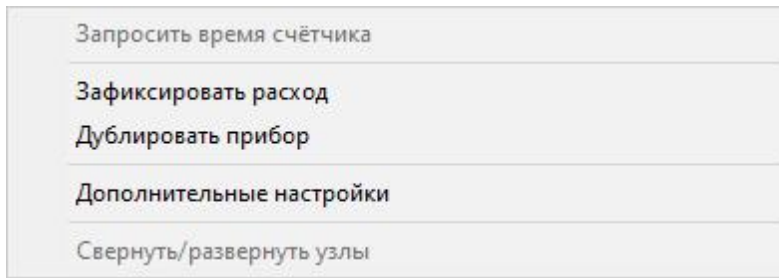 Запросить время счётчика
Зафиксировать расход
Дублировать прибор
Дополнительные настройки
Свернуть/развернуть узлы